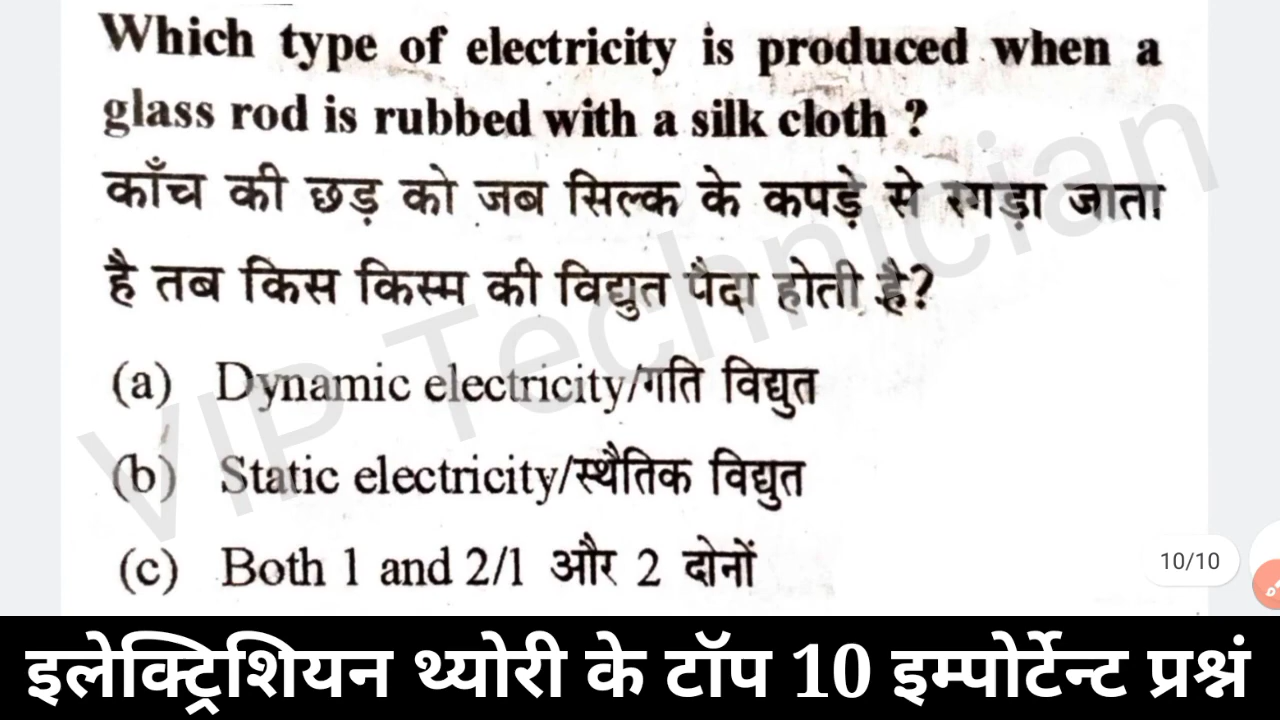 Which type of electricity is produced when a
glass rod is rubbed with a silk cloth ?
काँच की छड़ को जब सिल्क के कपड़े से रगड़ा जाता
है तब किस किस्म की विद्युत पैदा होती है?
(a) Dynamic electricity/गति विद्युत
(b) Static electricity/स्थैतिक विद्युत
(c) Both 1 and 2/1 और 2 दोनों
VIP Technician
10/10
इलेक्ट्रिशियन थ्योरी के टॉप 10 इम्पोर्टेन्ट प्रश्नं